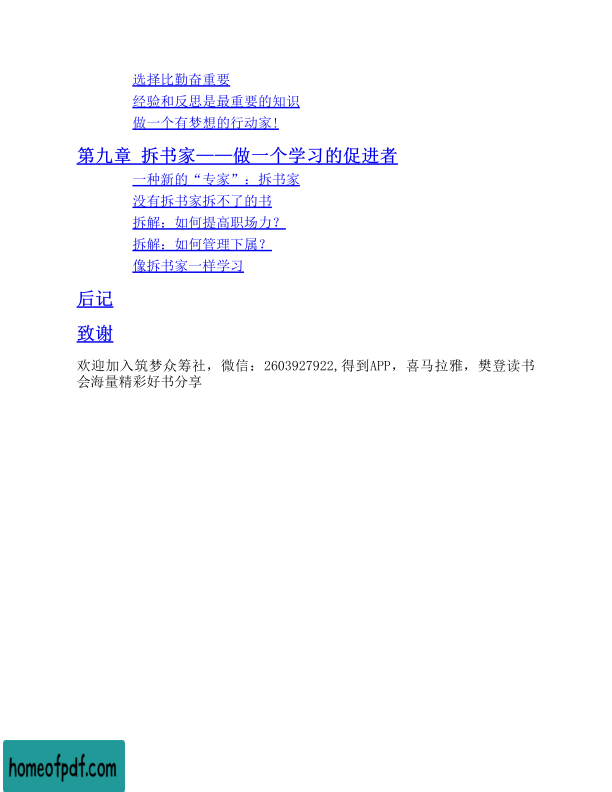 选择比勤奋重要
经验和反思是最重要的知识
做一个有梦想的行动家!
第九章 拆书家——做一个学习的促进者
一种新的“专家”: 拆书家
没有拆书家拆不了的书
拆解: 如何提高职场力?
拆解: 如何管理下属?
像拆书家一样学习
后记
致谢
欢迎加入筑梦众筹社, 微信: 2603927922,得到APP, 喜马拉雅, 樊登读书
会海量精彩好书分享
homeofpdf.com